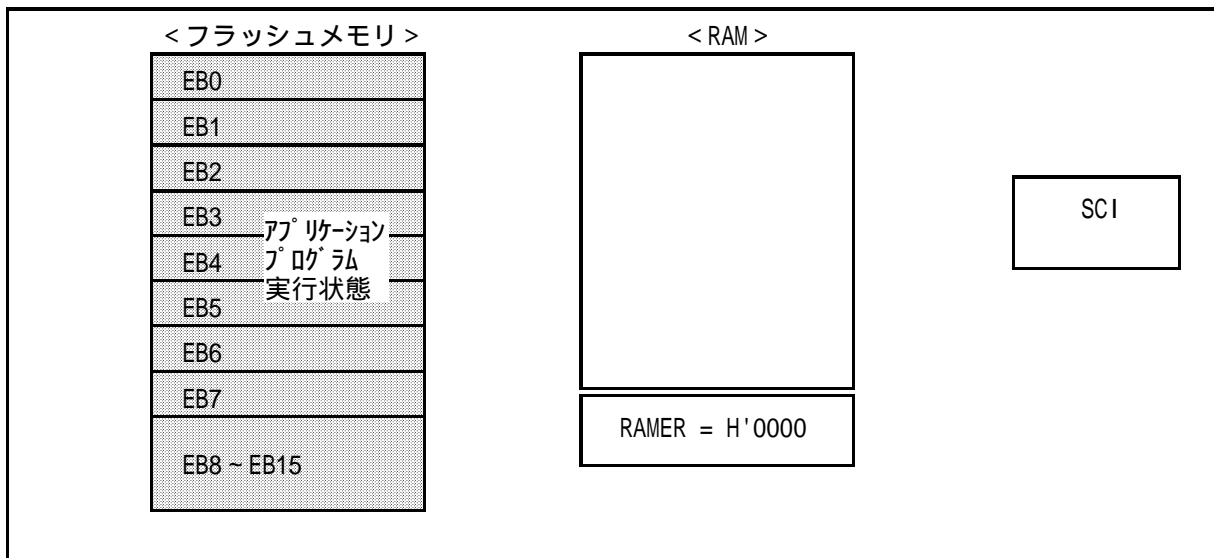 <フラッシュメモリ>
EB0
EB1
EB2
EB3
EB4
EB5
EB6
EB7
EB8~EB15
アプリケーション
プログラム
実行状態
<RAM>
RAMER = H'0000
SCI